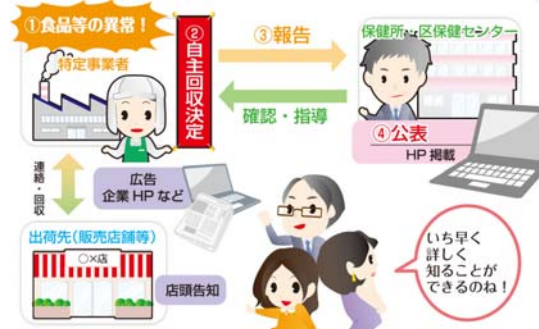 ①食品等の異常！
特定事業者
②自主回収決定
③報告
確認・指導
保健所・区保健センター
④公表
HP 掲載
連絡・回収
広告
企業 HP など
出荷先(販売店舗等)
○×店
店頭告知
いち早く
詳しく
知ることが
できるのね！